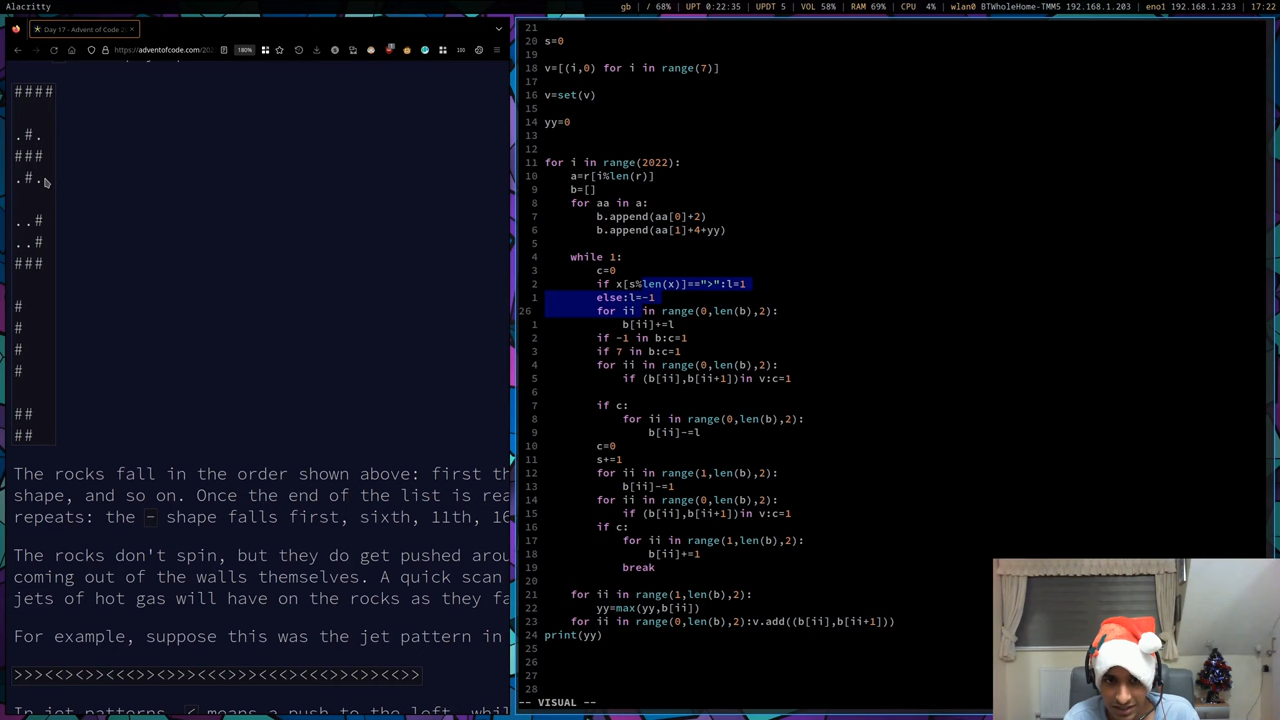 Alacritty
gb | / 68% | UPT 0:22:35 | UPDT 5 | VOL 58% | RAM 69% | CPU 4% | wlan0 BTWholeHome-TMM5 192.168.1.203 | eno1 192.168.1.233 | 17:22
Day 17 - Advent of Code 2
https://adventofcode.com/202
180%
100
####
.#.
###
.#.
..#
..#
###
#
#
#
#
##
##
The rocks fall in the order shown above: first th
shape, and so on. Once the end of the list is rea
repeats: the - shape falls first, sixth, 11th, 16
The rocks don't spin, but they do get pushed arou
coming out of the walls themselves. A quick scan
jets of hot gas will have on the rocks as they fa
For example, suppose this was the jet pattern in
In jet patterns, < means a push to the left, whil
21
20 s=0
19
18 v=[(i,0) for i in range(7)]
17
16 v=set(v)
15
14 yy=0
13
12
11 for i in range(2022):
10 a=r[i%len(r)]
9 b=[]
8 for aa in a:
7 b.append(aa[0]+2)
6 b.append(aa[1]+4+yy)
5
4 while 1:
3 c=0
2 if x[s%len(x)]==">":l=1
1 else:l=-1
26 for ii in range(0,len(b),2):
1 b[ii]+=l
2 if -1 in b:c=1
3 if 7 in b:c=1
4 for ii in range(0,len(b),2):
5 if (b[ii],b[ii+1])in v:c=1
6
7 if c:
8 for ii in range(0,len(b),2):
9 b[ii]-=l
10 c=0
11 s+=1
12 for ii in range(1,len(b),2):
13 b[ii]-=1
14 for ii in range(0,len(b),2):
15 if (b[ii],b[ii+1])in v:c=1
16 if c:
17 for ii in range(1,len(b),2):
18 b[ii]+=1
19 break
20
21 for ii in range(1,len(b),2):
22 yy=max(yy,b[ii])
23 for ii in range(0,len(b),2):v.add((b[ii],b[ii+1]))
24 print(yy)
25
26
27
28
-- VISUAL --